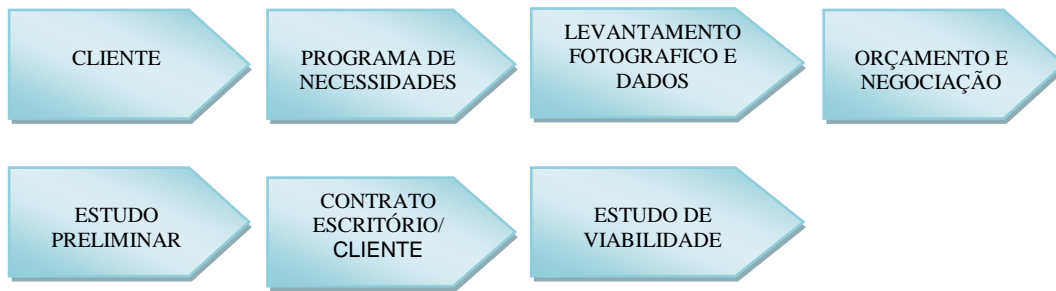 CLIENTE
PROGRAMA DE
NECESSIDADES
LEVANTAMENTO
FOTOGRAFICO E
DADOS
ORÇAMENTO E
NEGOCIAÇÃO
ESTUDO
PRELIMINAR
CONTRATO
ESCRITÓRIO/
CLIENTE
ESTUDO DE
VIABILIDADE